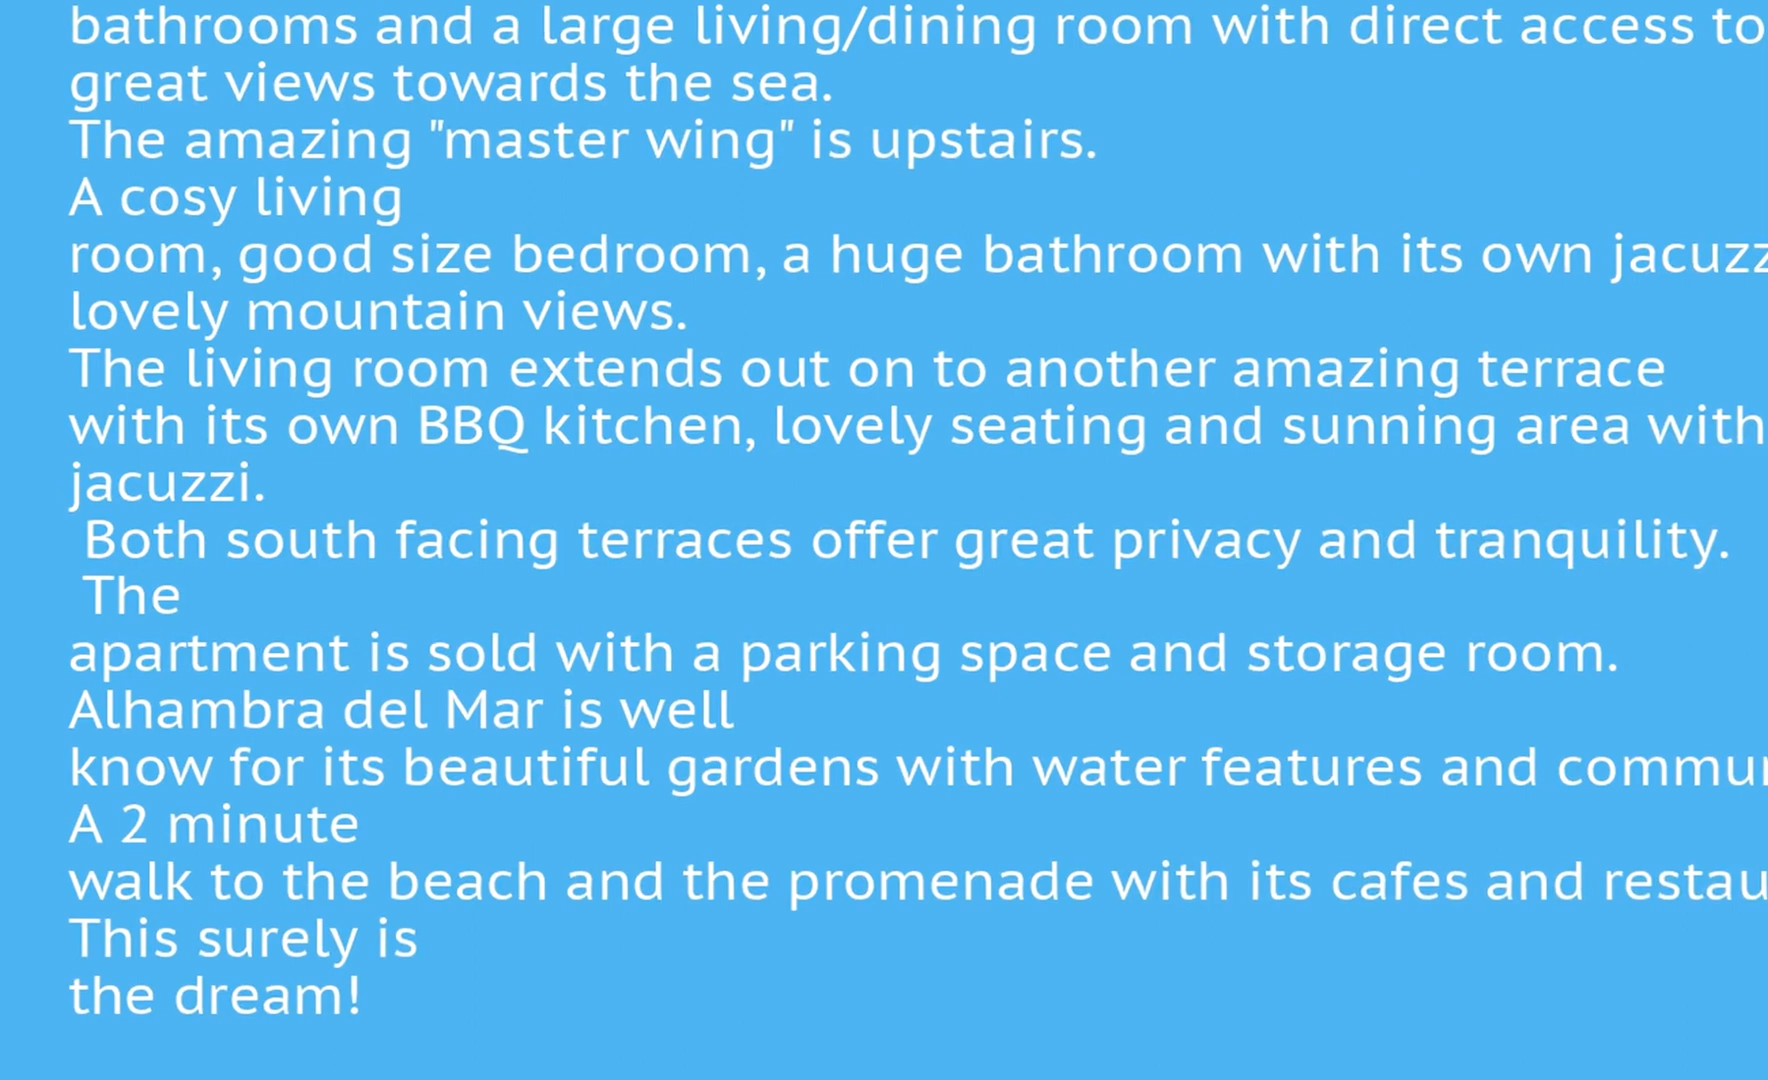 bathrooms and a large living/dining room with direct access to
great views towards the sea.
The amazing "master wing" is upstairs.
A cosy living
room, good size bedroom, a huge bathroom with its own
lovely mountain views.
The living room extends out on to another amazing terrace
with its own BBQ kitchen, lovely seating and sunning area with
jacuzzi.
Both south facing terraces offer great privacy and tranquility.
The
apartment is sold with a parking space and storage room.
Alhambra del Mar is well
know for its beautiful gardens with water features and
A 2 minute
walk to the beach and the promenade with its cafes and
This surely is
the dream!